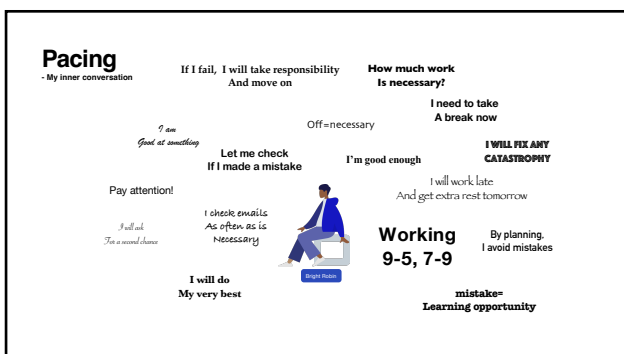 Pacing
- My inner conversation
If I fail,  I will take responsibility
And move on
How much work
Is necessary?
I need to take
A break now
Off=necessary
I am
Good at something
Let me check
If I made a mistake
I'm good enough
I WILL FIX ANY
CATASTROPHY
Pay attention!
I will work late
And get extra rest tomorrow
I will ask
For a second chance
I check emails
As often as is
Necessary
Working
9-5, 7-9
By planning,
I avoid mistakes
Bright Robin
I will do
My very best
mistake=
Learning opportunity